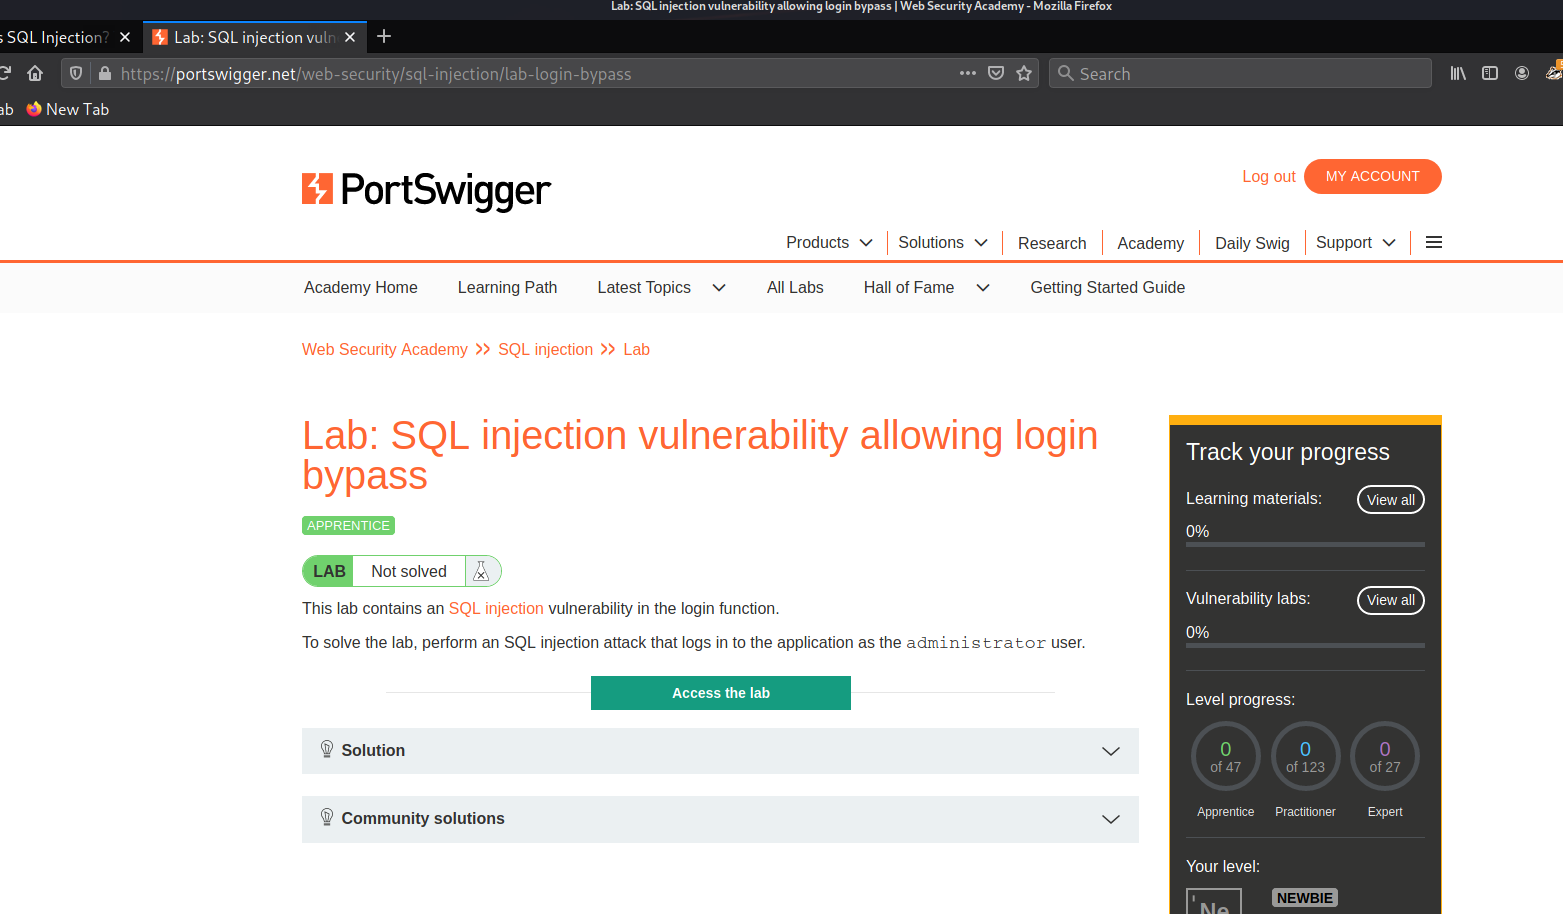 Lab: SQL injection vulnerability allowing login bypass | Web Security Academy - Mozilla Firefox
s SQL Injection?
Lab: SQL injection vuln
https://portswigger.net/web-security/sql-injection/lab-login-bypass
Search
ab
New Tab
PortSwigger
Log out
MY ACCOUNT
Products
Solutions
Research
Academy
Daily Swig
Support
Academy Home
Learning Path
Latest Topics
All Labs
Hall of Fame
Getting Started Guide
Web Security Academy
SQL injection
Lab
Lab: SQL injection vulnerability allowing login
bypass
APPRENTICE
LAB
Not solved
This lab contains an SQL injection vulnerability in the login function.
To solve the lab, perform an SQL injection attack that logs in to the application as the administrator user.
Access the lab
Solution
Community solutions
Track your progress
Learning materials:
View all
0%
Vulnerability labs:
View all
0%
Level progress:
0
of 47
0
of 123
0
of 27
Apprentice
Practitioner
Expert
Your level:
Ne
NEWBIE